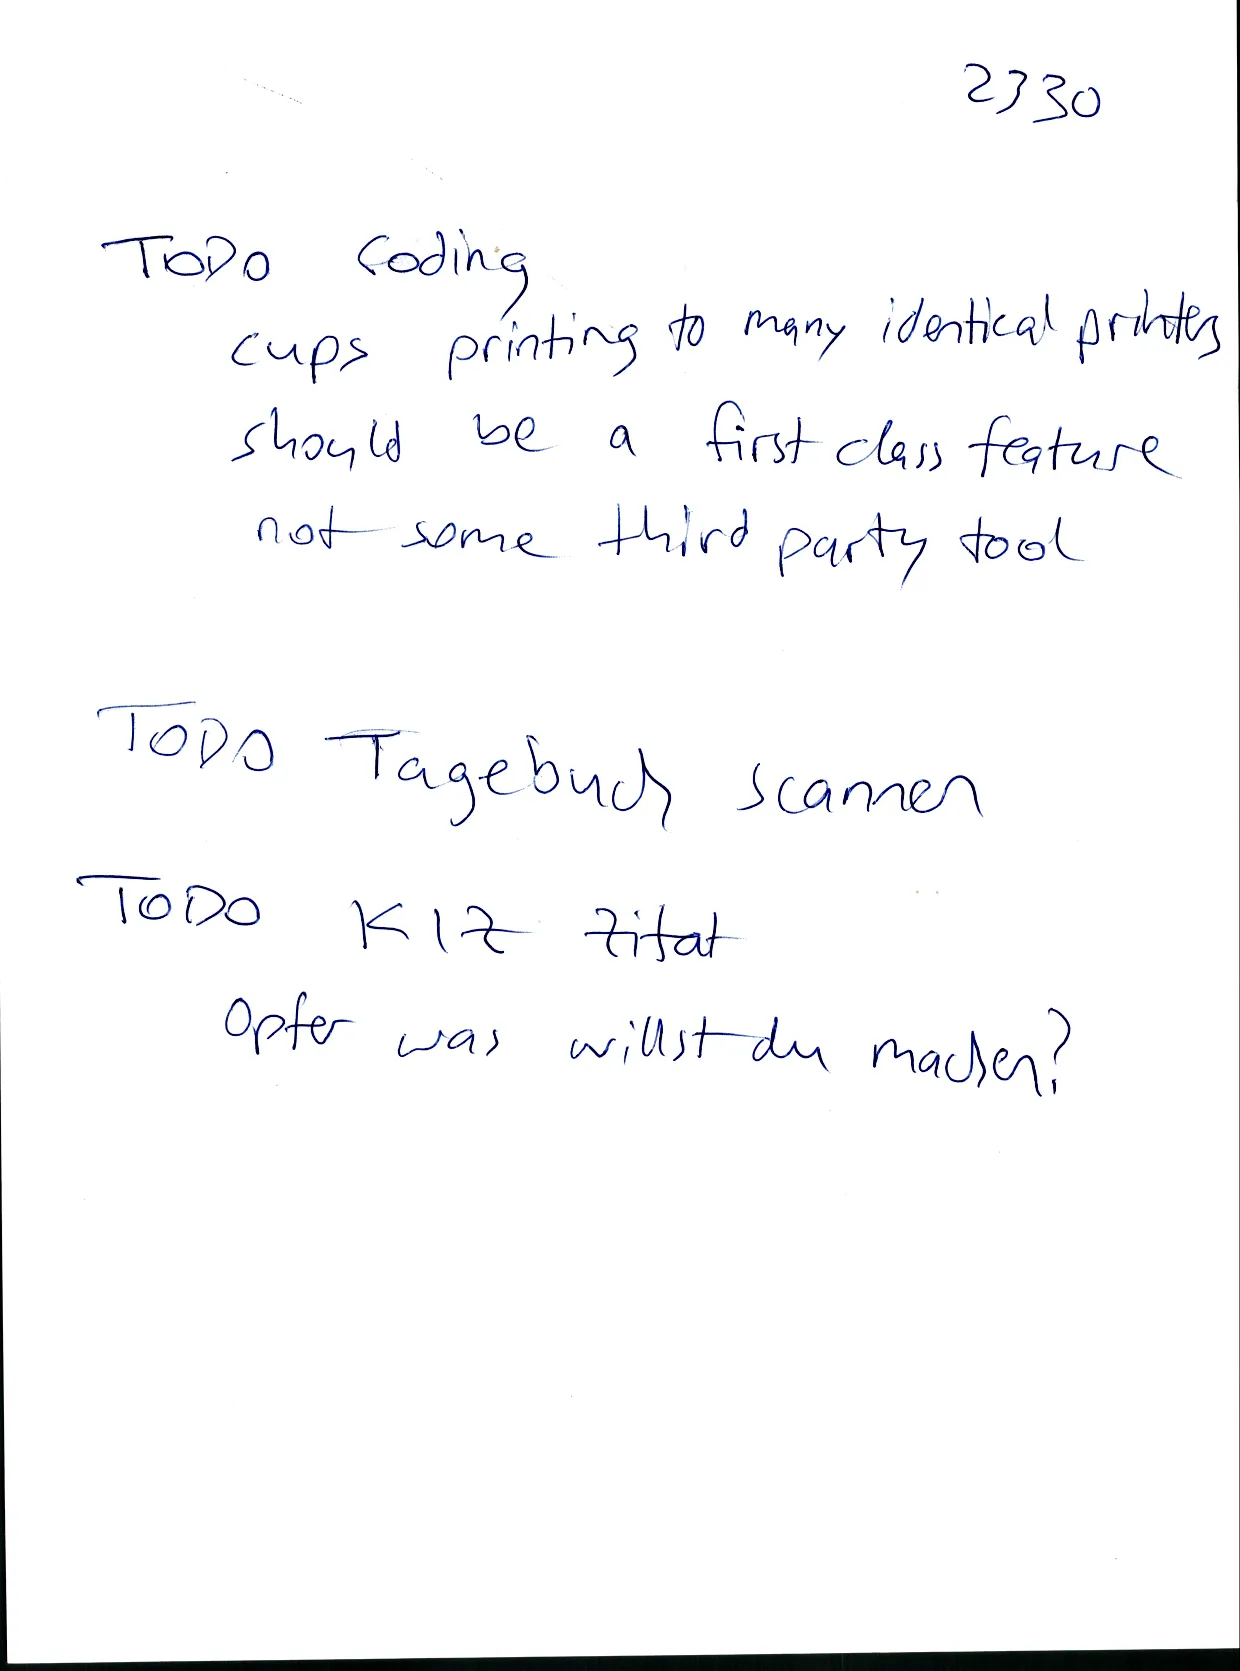 2330
TODO Coding
cups printing to many identical printers
should be a first class feature
not some third party tool
TODO Tagebuch scannen
TODO KIZ Zitat
Opfer was willst du machen?